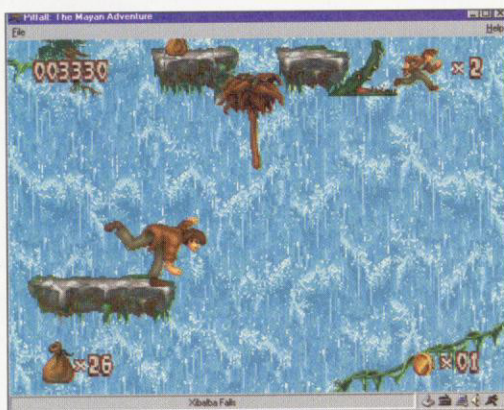 Pitfall: The Mayan Adventure
File Help
003330 ×2
×26 ×01
Xibalba Falls